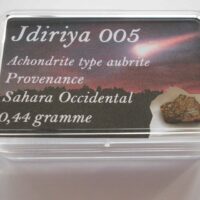 Jdiriya 005
Achondrite type aubrite
Provenance
Sahara Occidental
0,44 gramme